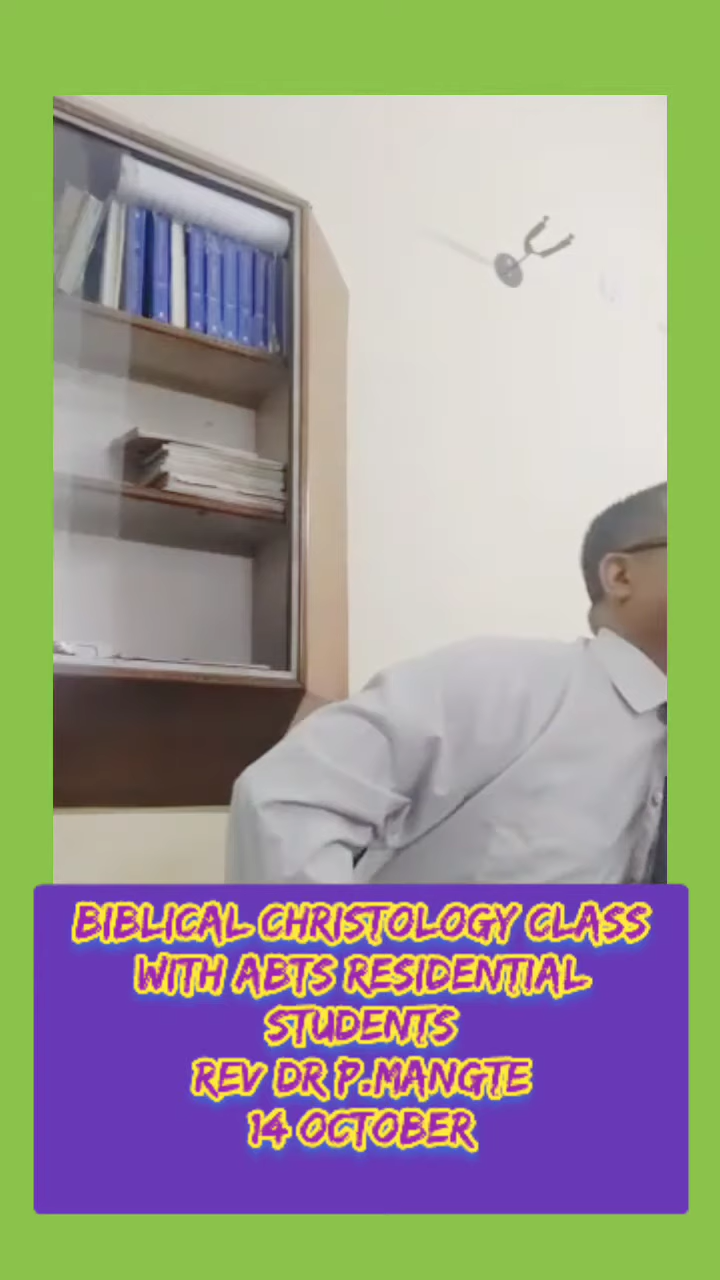 BIBLICAL CHRISTOLOGY CLASS
WITH ABTS RESIDENTIAL
STUDENTS
REV DR P.MANGTE
14 OCTOBER